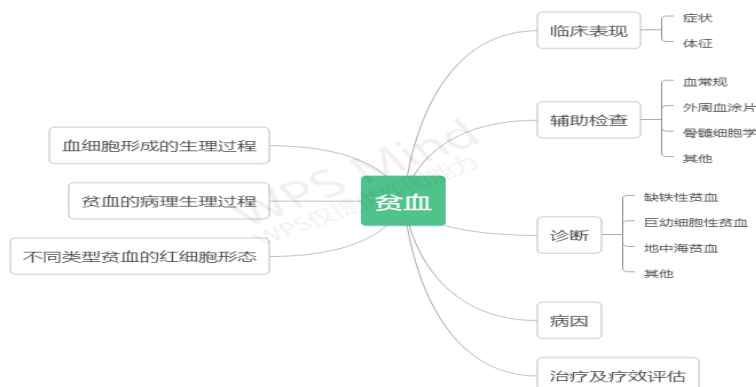 贫血
血细胞形成的生理过程
贫血的病理生理过程
不同类型贫血的红细胞形态
临床表现
症状
体征
辅助检查
血常规
外周血涂片
骨髓细胞学
其他
诊断
缺铁性贫血
巨幼细胞性贫血
地中海贫血
其他
病因
治疗及疗效评估
WPS Mind